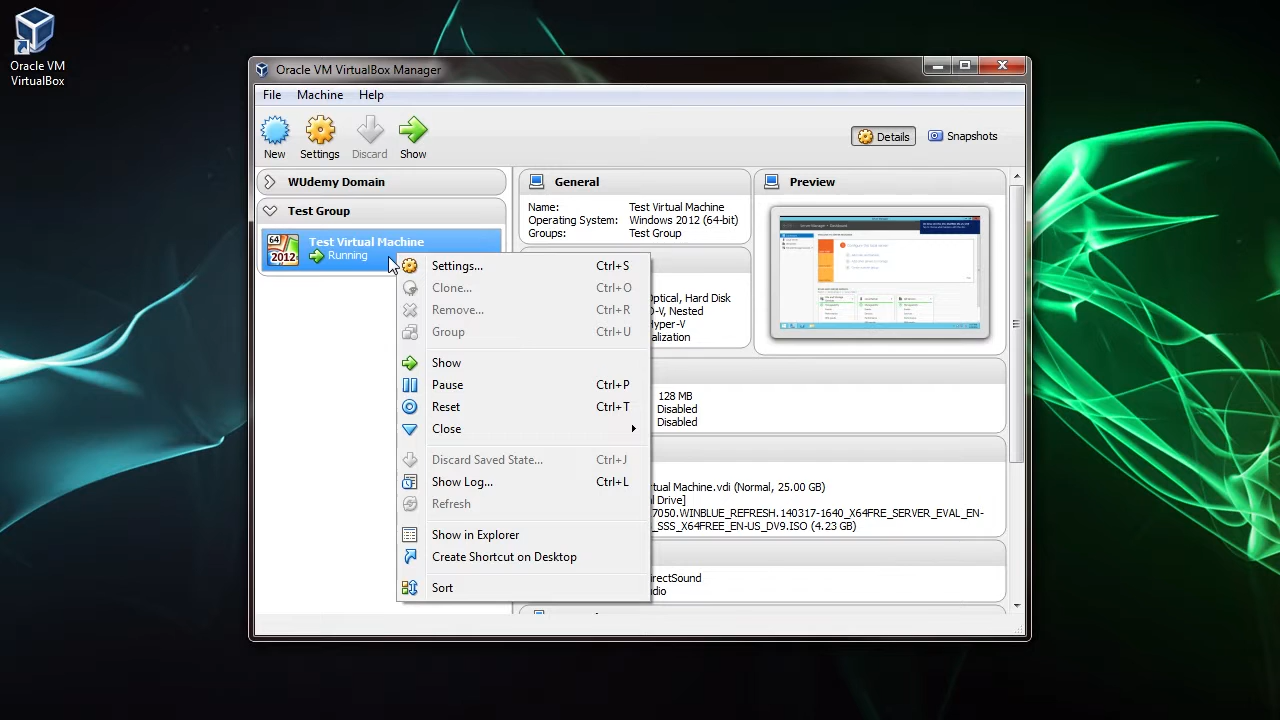 Oracle VM
VirtualBox
Oracle VM VirtualBox Manager
File Machine Help
New Settings Discard Show
Details Snapshots
WUdemy Domain
Test Group
64
2012
Test Virtual Machine
Running
General
Name: Test Virtual Machine
Operating System: Windows 2012 (64-bit)
Groups: Test Group
Preview
Settings... Ctrl+S
Clone... Ctrl+O
Remove... Ctrl+R
Group Ctrl+U
Show
Pause Ctrl+P
Reset Ctrl+T
Close
Discard Saved State... Ctrl+J
Show Log... Ctrl+L
Refresh
Show in Explorer
Create Shortcut on Desktop
Sort
Optical, Hard Disk
D-V, Nested
Hyper-V
alization
128 MB
Disabled
Disabled
rtual Machine.vdi (Normal, 25.00 GB)
al Drive]
7050.WINBLUE_REFRESH.140317-1640_X64FRE_SERVER_EVAL_EN-
_SSS_X64FREE_EN-US_DV9.ISO (4.23 GB)
irectSound
udio